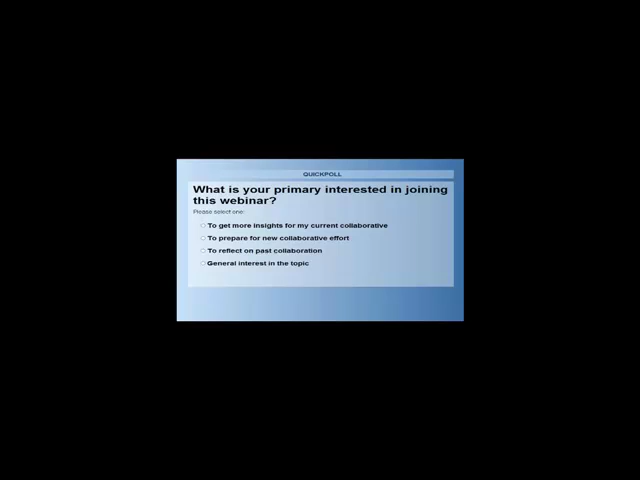 QUICKPOLL
What is your primary interested in joining
this webinar?
Please select one:
To get more insights for my current collaborative
To prepare for new collaborative effort
To reflect on past collaboration
General interest in the topic